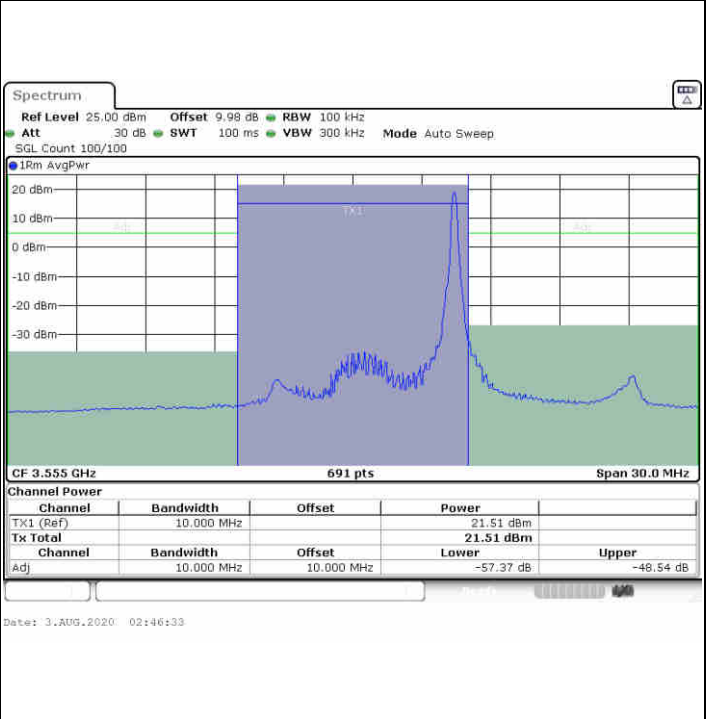 Spectrum
Ref Level 25.00 dBm Offset 9.98 dB RBW 100 kHz
Att 30 dB SWT 100 ms VBW 300 kHz Mode Auto Sweep
SGL Count 100/100
1Rm AvgPwr
20 dBm
TX1
10 dBm
Adj Adj
0 dBm
-10 dBm
-20 dBm
-30 dBm
CF 3.555 GHz 691 pts Span 30.0 MHz
Channel Power
Channel Bandwidth Offset Power
TX1 (Ref) 10.000 MHz 21.51 dBm
Tx Total 21.51 dBm
Channel Bandwidth Offset Lower Upper
Adj 10.000 MHz 10.000 MHz -57.37 dB -48.54 dB
Date: 3.AUG.2020 02:46:33